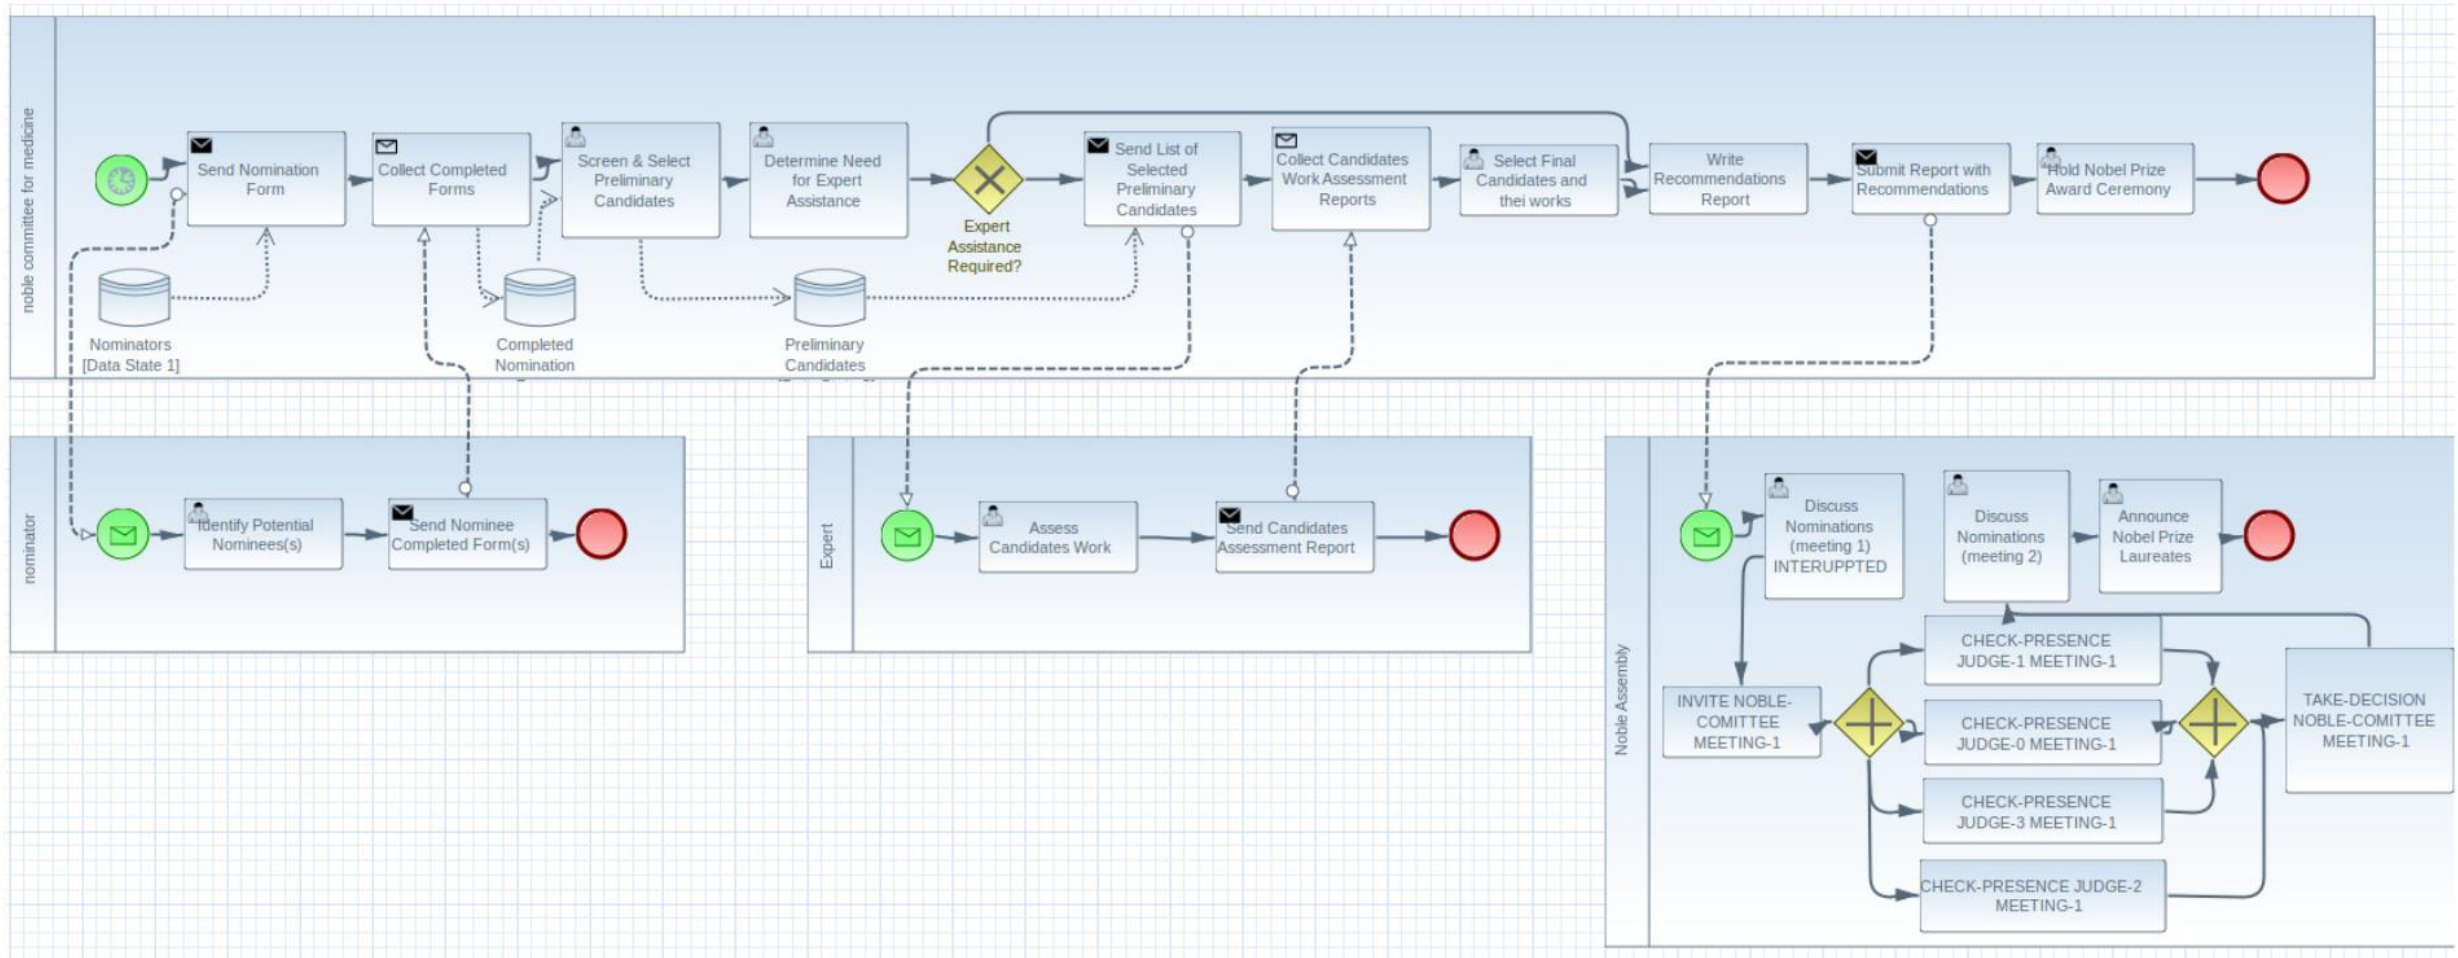 noble committee for medicine
Send Nomination
Form
Collect Completed
Forms
Screen & Select
Preliminary
Candidates
Determine Need
for Expert
Assistance
Expert
Assistance
Required?
Send List of
Selected
Preliminary
Candidates
Collect Candidates
Work Assessment
Reports
Select Final
Candidates and
thei works
Write
Recommendations
Report
Submit Report with
Recommendations
Hold Nobel Prize
Award Ceremony
Nominators
[Data State 1]
Completed
Nomination
Preliminary
Candidates
nominator
Identify Potential
Nominees(s)
Send Nominee
Completed Form(s)
Expert
Assess
Candidates Work
Send Candidates
Assessment Report
Noble Assembly
Discuss
Nominations
(meeting 1)
INTERUPPTED
Discuss
Nominations
(meeting 2)
Announce
Nobel Prize
Laureates
INVITE NOBLE-
COMITTEE
MEETING-1
CHECK-PRESENCE
JUDGE-1 MEETING-1
CHECK-PRESENCE
JUDGE-0 MEETING-1
CHECK-PRESENCE
JUDGE-3 MEETING-1
CHECK-PRESENCE JUDGE-2
MEETING-1
TAKE-DECISION
NOBLE-COMITTEE
MEETING-1